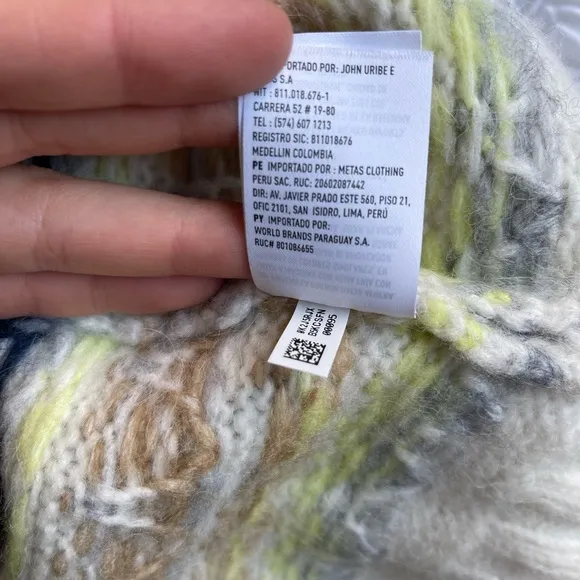 PORTADO POR: JOHN URIBE E
S S.A
NIT : 811.018.676-1
CARRERA 52 # 19-80
TEL : (574) 607 1213
REGISTRO SIC: 811018676
MEDELLIN COLOMBIA
PE IMPORTADO POR : METAS CLOTHING
PERU SAC. RUC: 20602087442
DIR: AV. JAVIER PRADO ESTE 560, PISO 21,
OFIC 2101, SAN ISIDRO, LIMA, PERÚ
PY IMPORTADO POR:
WORLD BRANDS PARAGUAY S.A.
RUC# 801086655
00095